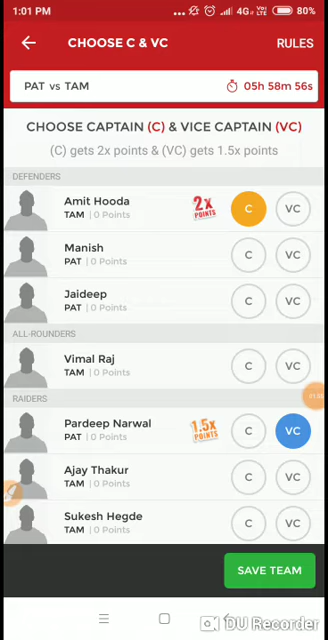 1:01 PM
4G VoLTE 80%
CHOOSE C & VC
RULES
PAT vs TAM
05h 58m 56s
CHOOSE CAPTAIN (C) & VICE CAPTAIN (VC)
(C) gets 2x points & (VC) gets 1.5x points
DEFENDERS
Amit Hooda
TAM | 0 Points
2X POINTS
C
VC
Manish
PAT | 0 Points
C
VC
Jaideep
PAT | 0 Points
C
VC
ALL-ROUNDERS
Vimal Raj
TAM | 0 Points
C
VC
RAIDERS
Pardeep Narwal
PAT | 0 Points
1.5X POINTS
C
VC
Ajay Thakur
TAM | 0 Points
C
VC
Sukesh Hegde
TAM | 0 Points
C
VC
SAVE TEAM
DU Recorder